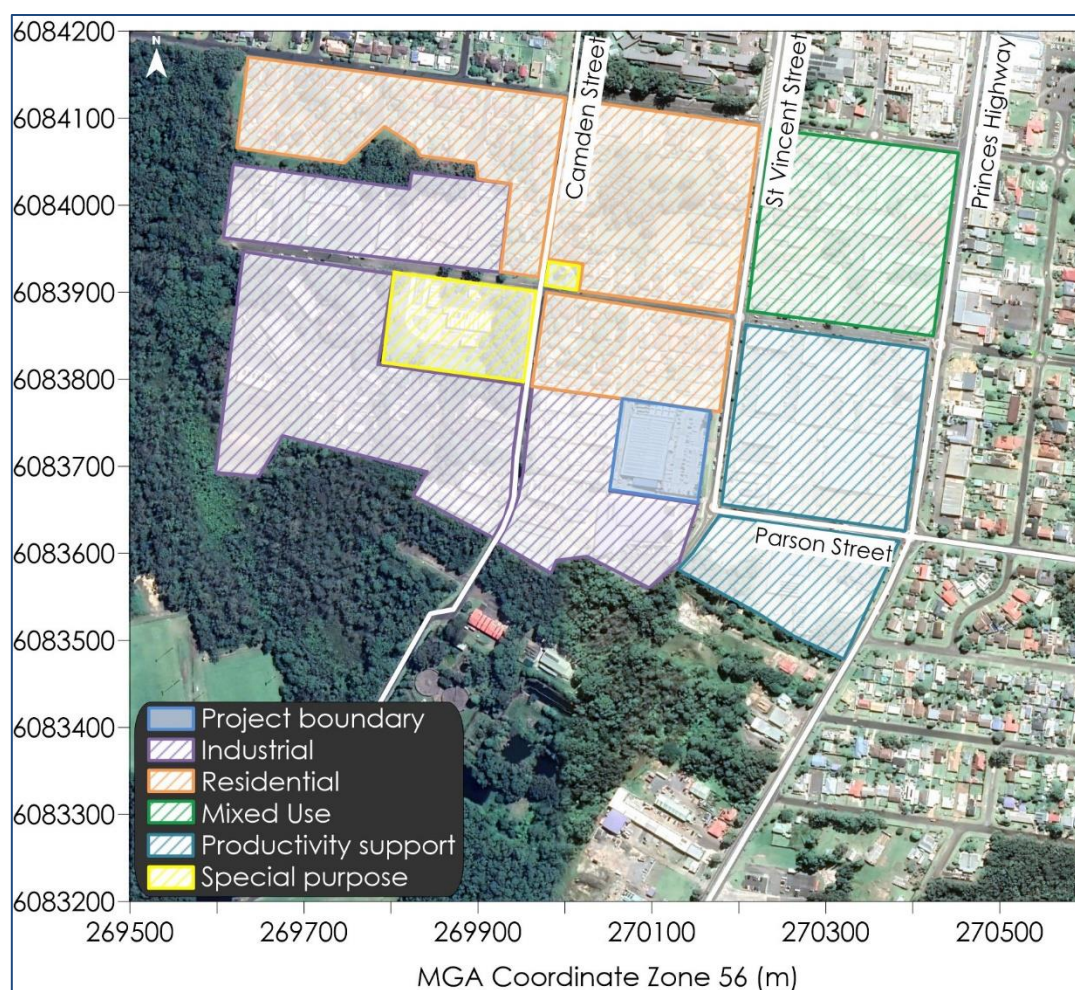 6084200
6084100
6084000
6083900
6083800
6083700
6083600
6083500
6083400
6083300
6083200
N
Camden Street
St Vincent Street
Princes Highway
Parson Street
Project boundary
Industrial
Residential
Mixed Use
Productivity support
Special purpose
269500 269700 269900 270100 270300 270500
MGA Coordinate Zone 56 (m)